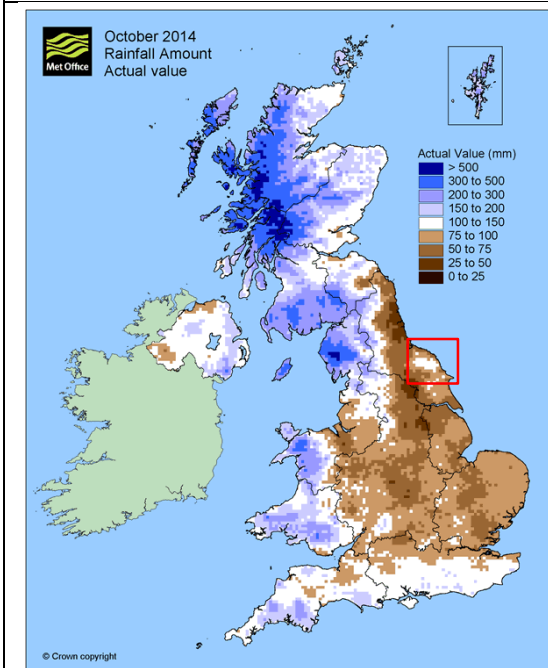 Met Office
October 2014
Rainfall Amount
Actual value
Actual Value (mm)
> 500
300 to 500
200 to 300
150 to 200
100 to 150
75 to 100
50 to 75
25 to 50
0 to 25
© Crown copyright